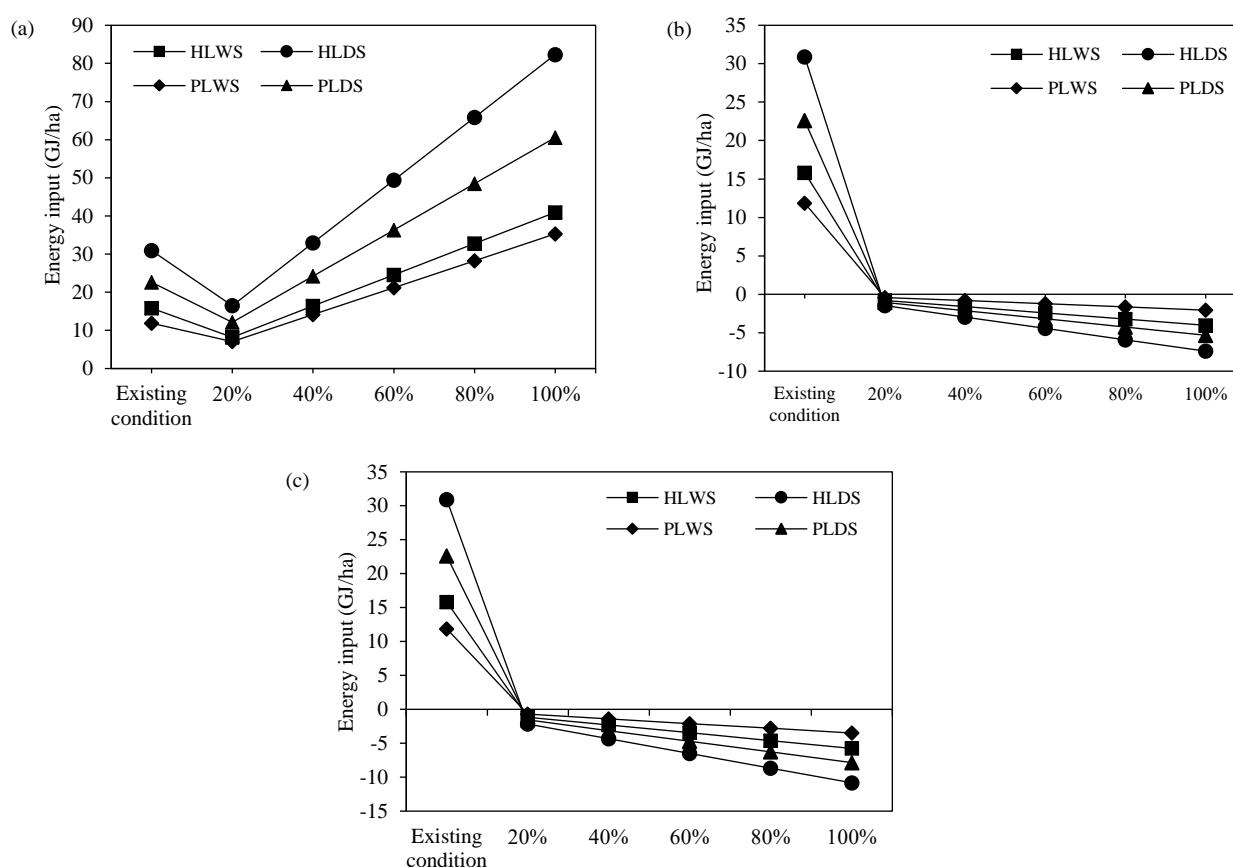 (a)
Energy input (GJ/ha)
90
80
70
60
50
40
30
20
10
0
HLWS HLDS
PLWS PLDS
Existing condition 20% 40% 60% 80% 100%
(b)
Energy input (GJ/ha)
35
30
25
20
15
10
5
0
-5
-10
HLWS HLDS
PLWS PLDS
Existing condition 20% 40% 60% 80% 100%
(c)
Energy input (GJ/ha)
35
30
25
20
15
10
5
0
-5
-10
-15
HLWS HLDS
PLWS PLDS
Existing condition 20% 40% 60% 80% 100%